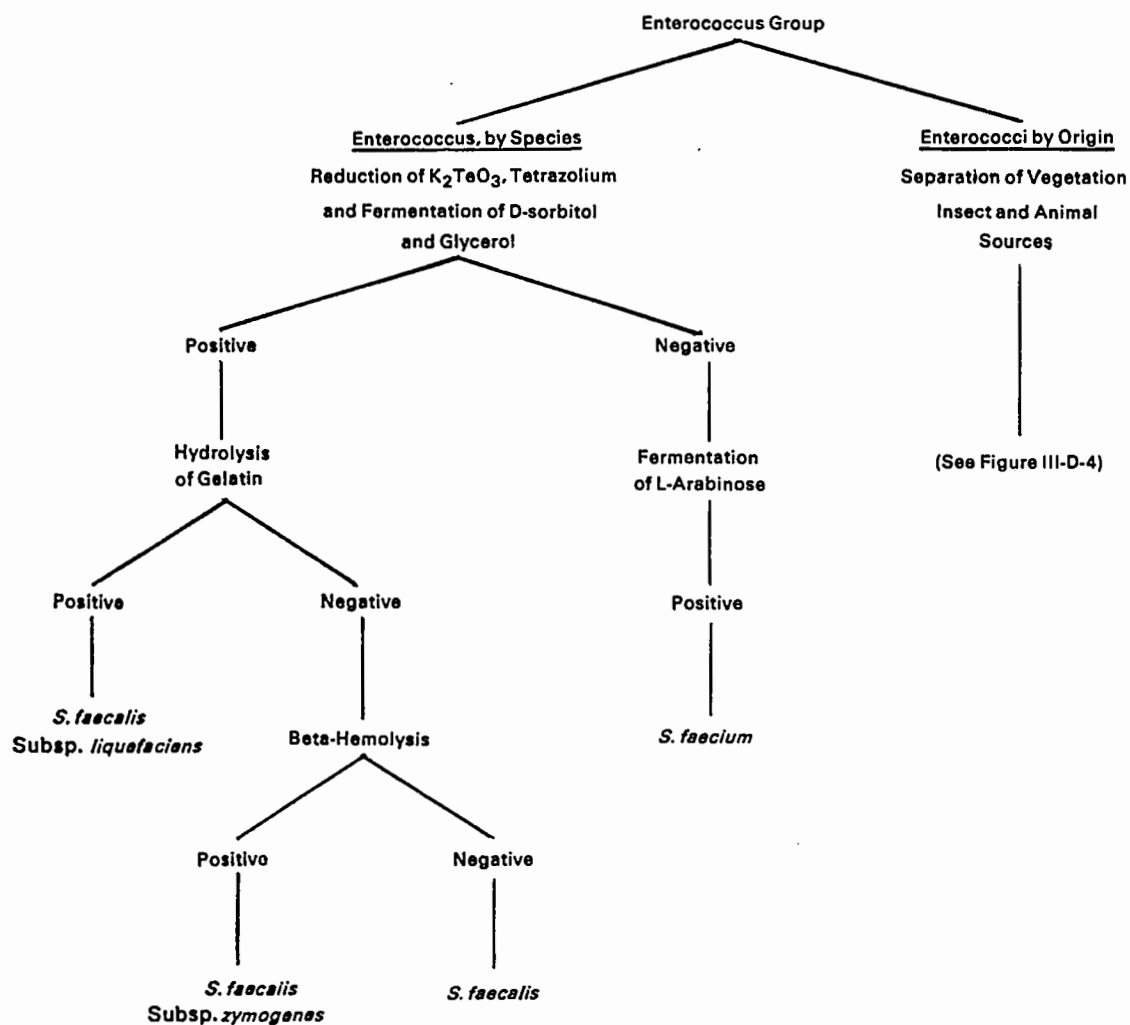 Enterococcus Group
Enterococcus, by Species
Reduction of K₂TeO₃, Tetrazolium
and Fermentation of D-sorbitol
and Glycerol
Enterococci by Origin
Separation of Vegetation
Insect and Animal
Sources
Positive
Negative
Hydrolysis
of Gelatin
Fermentation
of L-Arabinose
(See Figure III-D-4)
Positive
Negative
Positive
S. faecalis
Subsp. liquefaciens
Beta-Hemolysis
S. faecium
Positive
Negative
S. faecalis
Subsp. zymogenes
S. faecalis